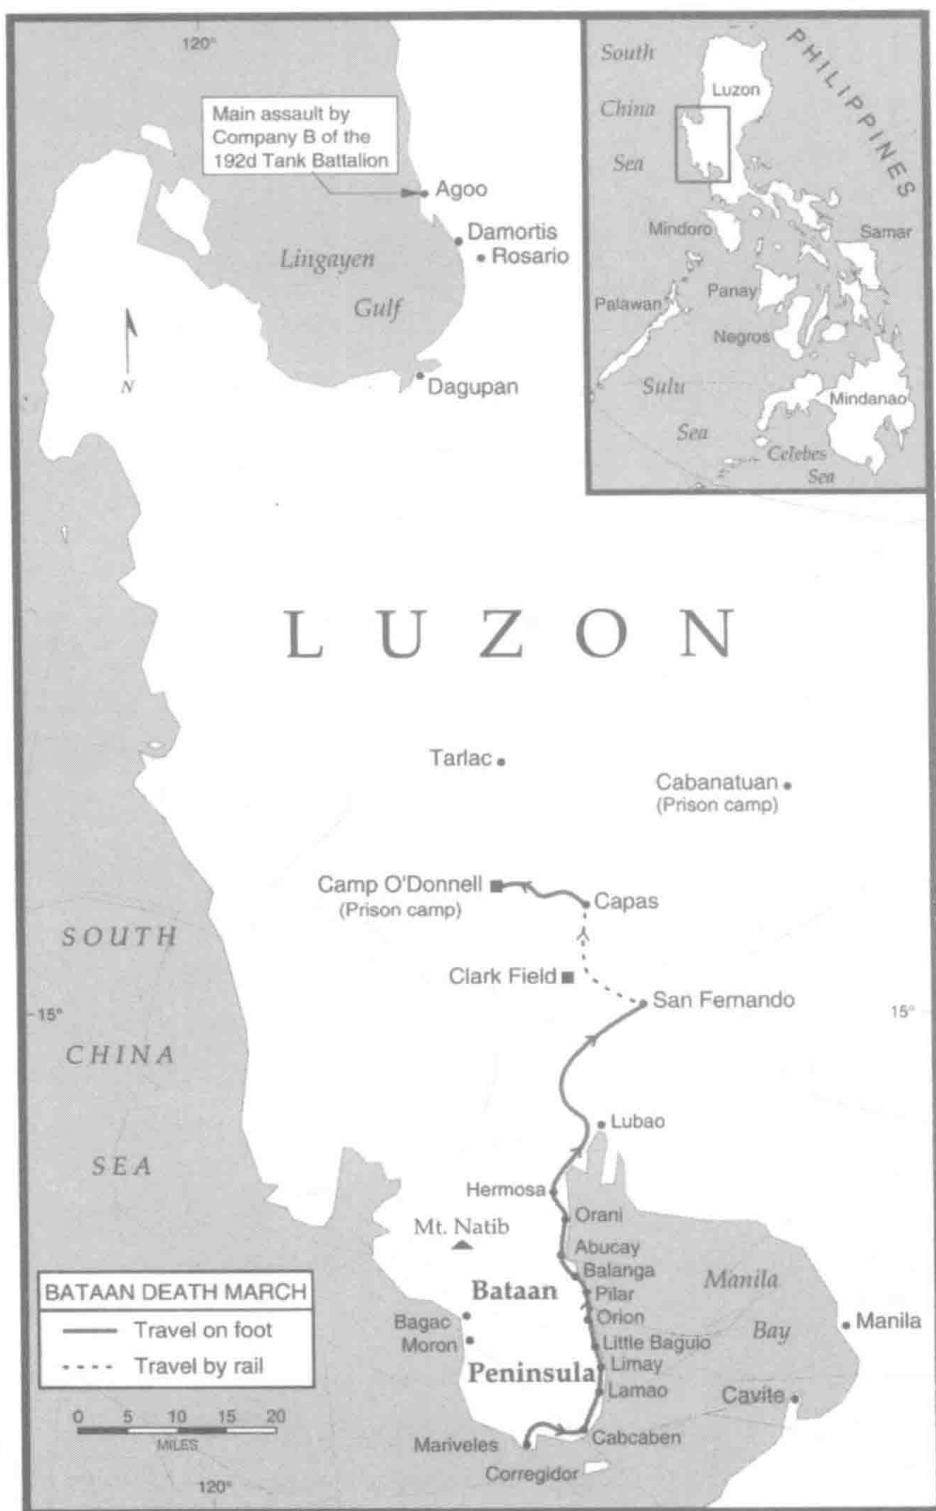 120°
Main assault by
Company B of the
192d Tank Battalion
Agoo
Damortis
Rosario
Lingayen
Gulf
N
Dagupan
South
China
Sea
PHILIPPINES
Luzon
Mindoro
Samar
Palawan
Panay
Negros
Sulu
Sea
Mindanao
Celebes
Sea
LUZON
Tarlac
Cabanatuan
(Prison camp)
Camp O'Donnell
(Prison camp)
Capas
SOUTH
Clark Field
San Fernando
15°
15°
CHINA
Lubao
SEA
Hermosa
Orani
Mt. Natib
Abucay
Balanga
Manila
Bataan
Pilar
Orion
Bay
Manila
Bagac
Moron
Little Baguio
Peninsula
Limay
Lamao
Cavite
Mariveles
Cabcaben
Corregidor
BATAAN DEATH MARCH
Travel on foot
Travel by rail
0 5 10 15 20
MILES
120°